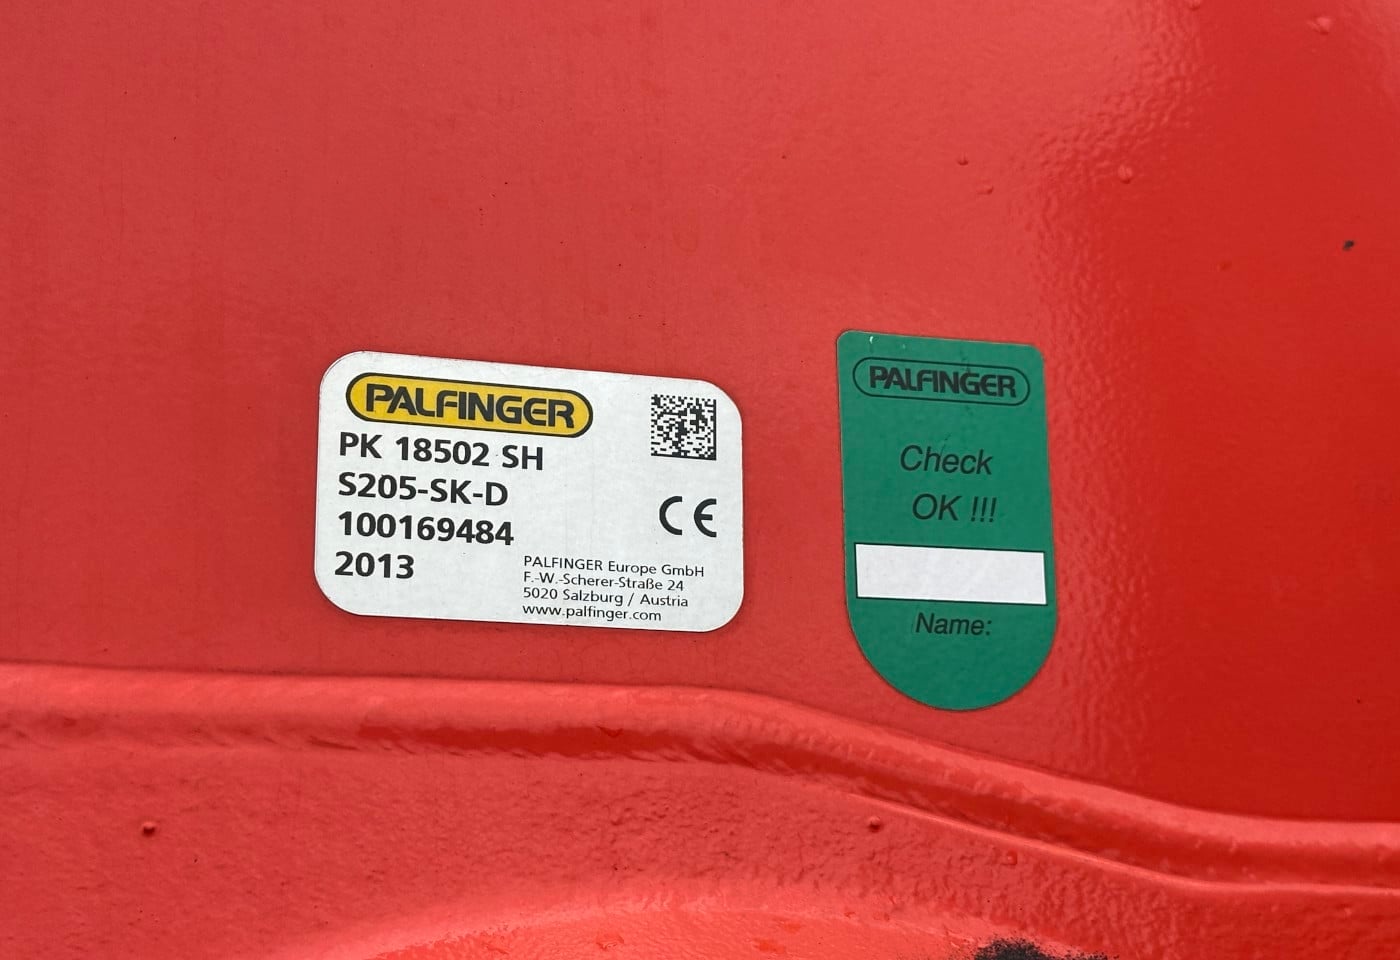 PALFINGER
PK 18502 SH
S205-SK-D
100169484
2013
PALFINGER Europe GmbH
F.-W.-Scherer-Straße 24
5020 Salzburg / Austria
www.palfinger.com
CE
PALFINGER
Check
OK !!!
Name: